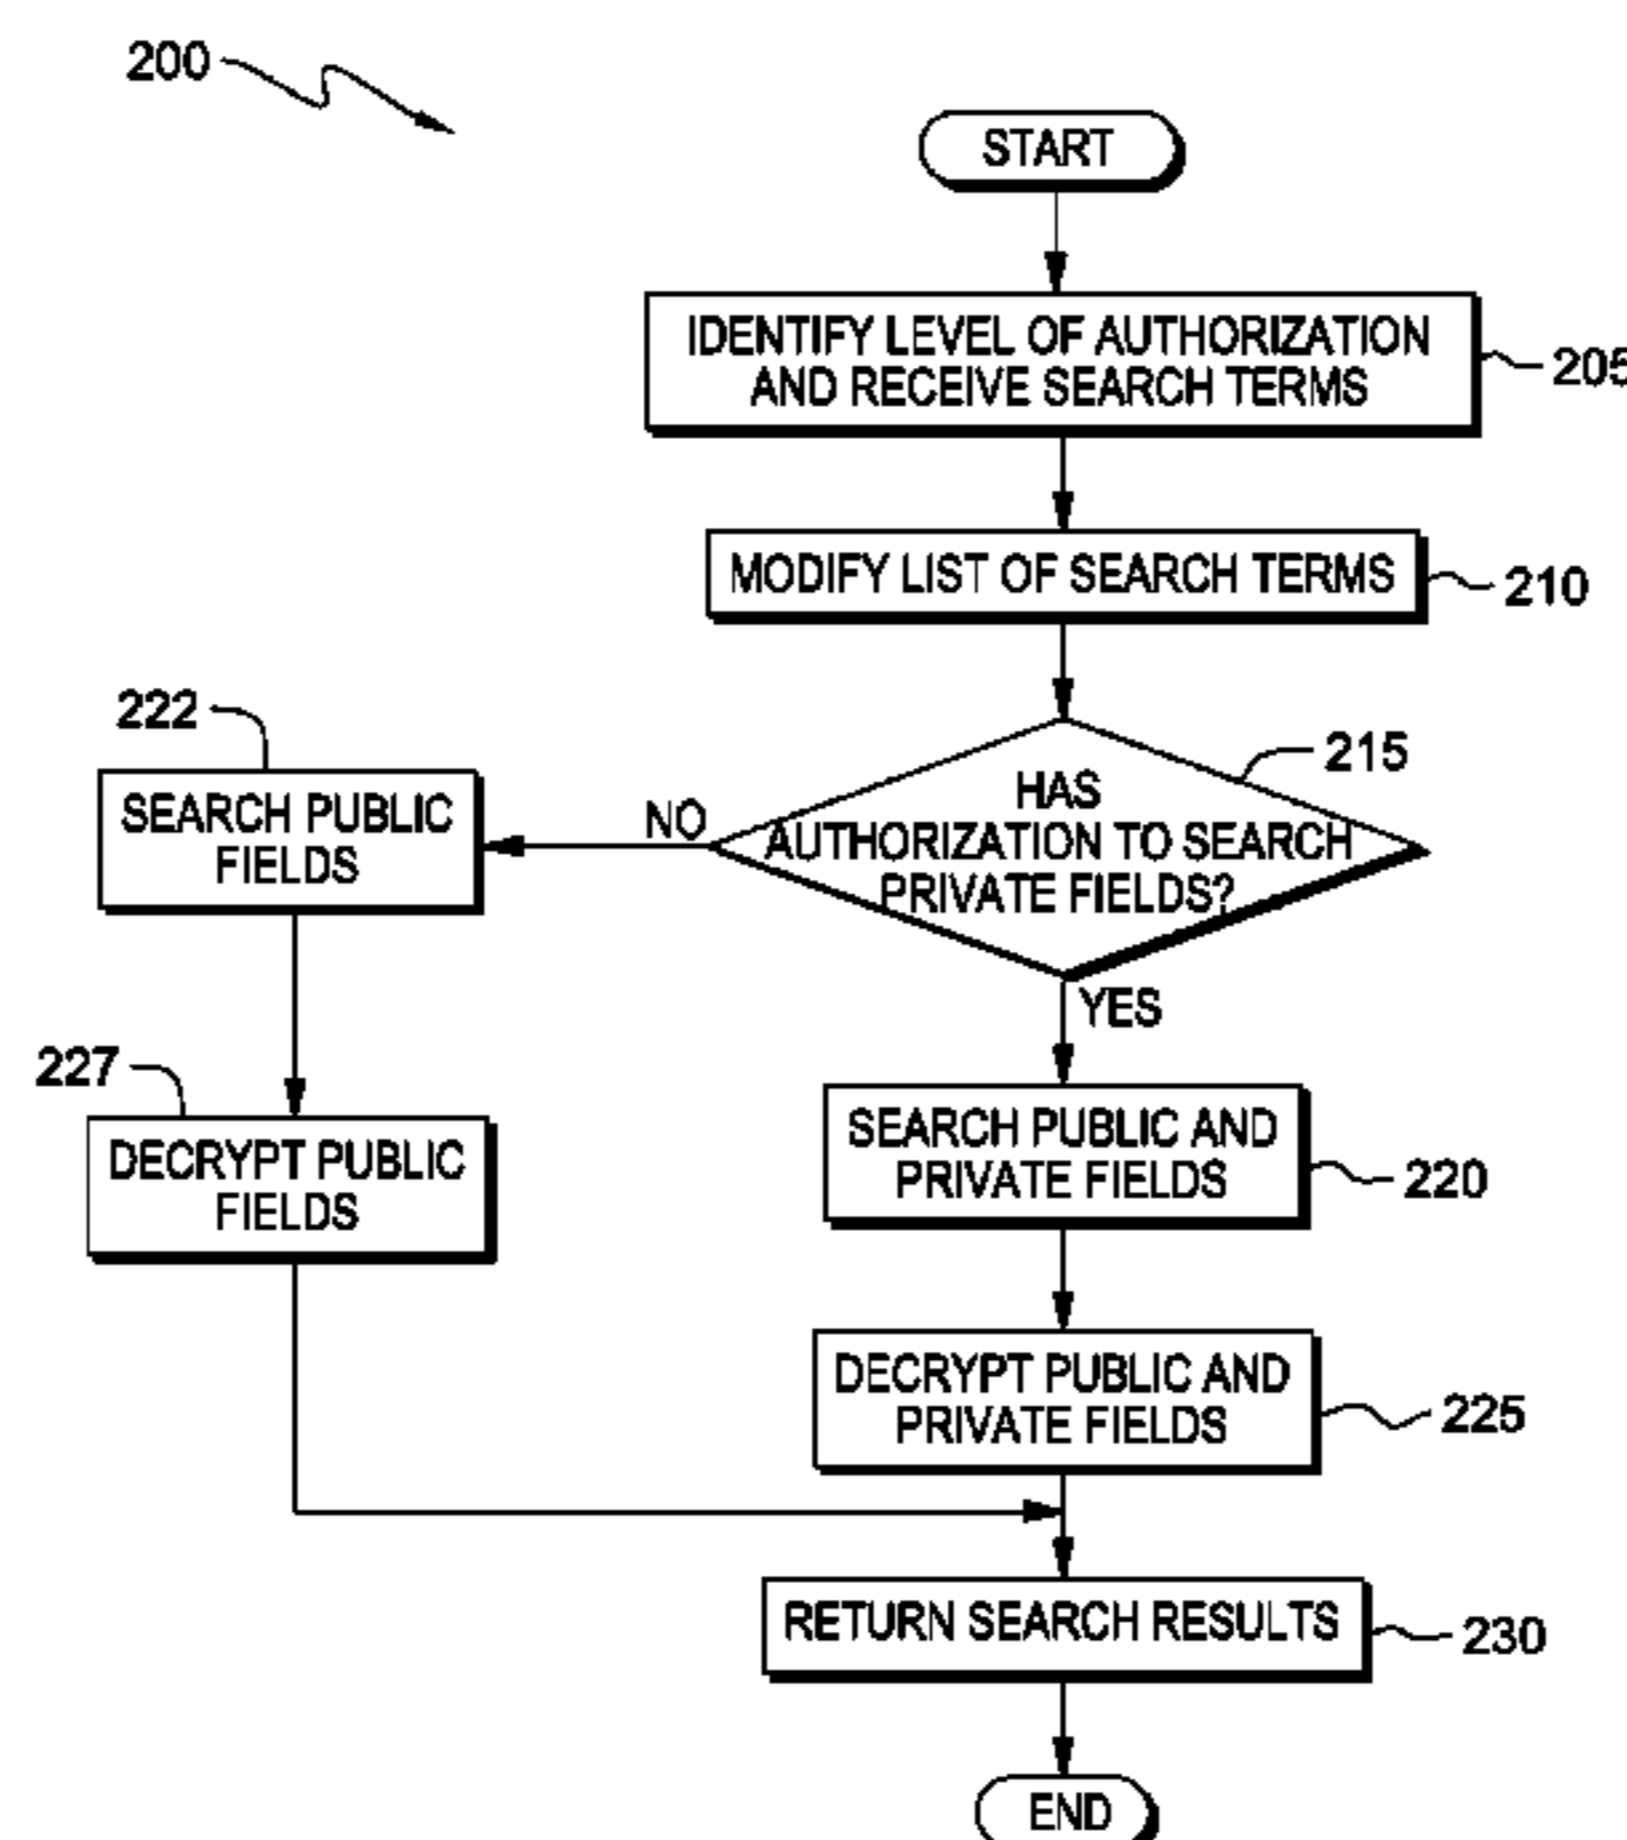 200
START
IDENTIFY LEVEL OF AUTHORIZATION
AND RECEIVE SEARCH TERMS
205
MODIFY LIST OF SEARCH TERMS
210
215
HAS
AUTHORIZATION TO SEARCH
PRIVATE FIELDS?
NO
222
SEARCH PUBLIC
FIELDS
YES
227
DECRYPT PUBLIC
FIELDS
SEARCH PUBLIC AND
PRIVATE FIELDS
220
DECRYPT PUBLIC AND
PRIVATE FIELDS
225
RETURN SEARCH RESULTS
230
END